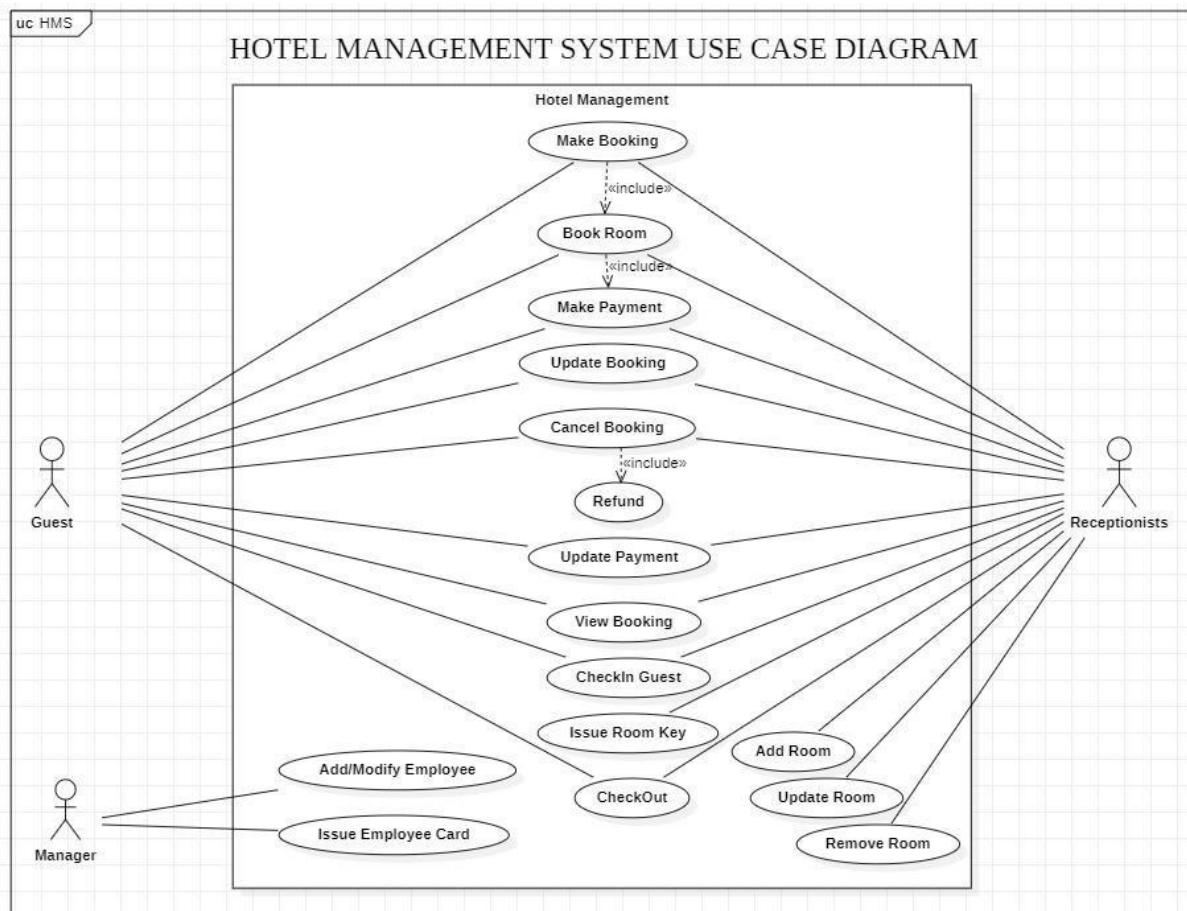 uc HMS
HOTEL MANAGEMENT SYSTEM USE CASE DIAGRAM
Hotel Management
Make Booking
«include»
Book Room
«include»
Make Payment
Update Booking
Cancel Booking
«include»
Refund
Guest
Receptionists
Update Payment
View Booking
CheckIn Guest
Issue Room Key
Add Room
Add/Modify Employee
CheckOut
Update Room
Issue Employee Card
Remove Room
Manager